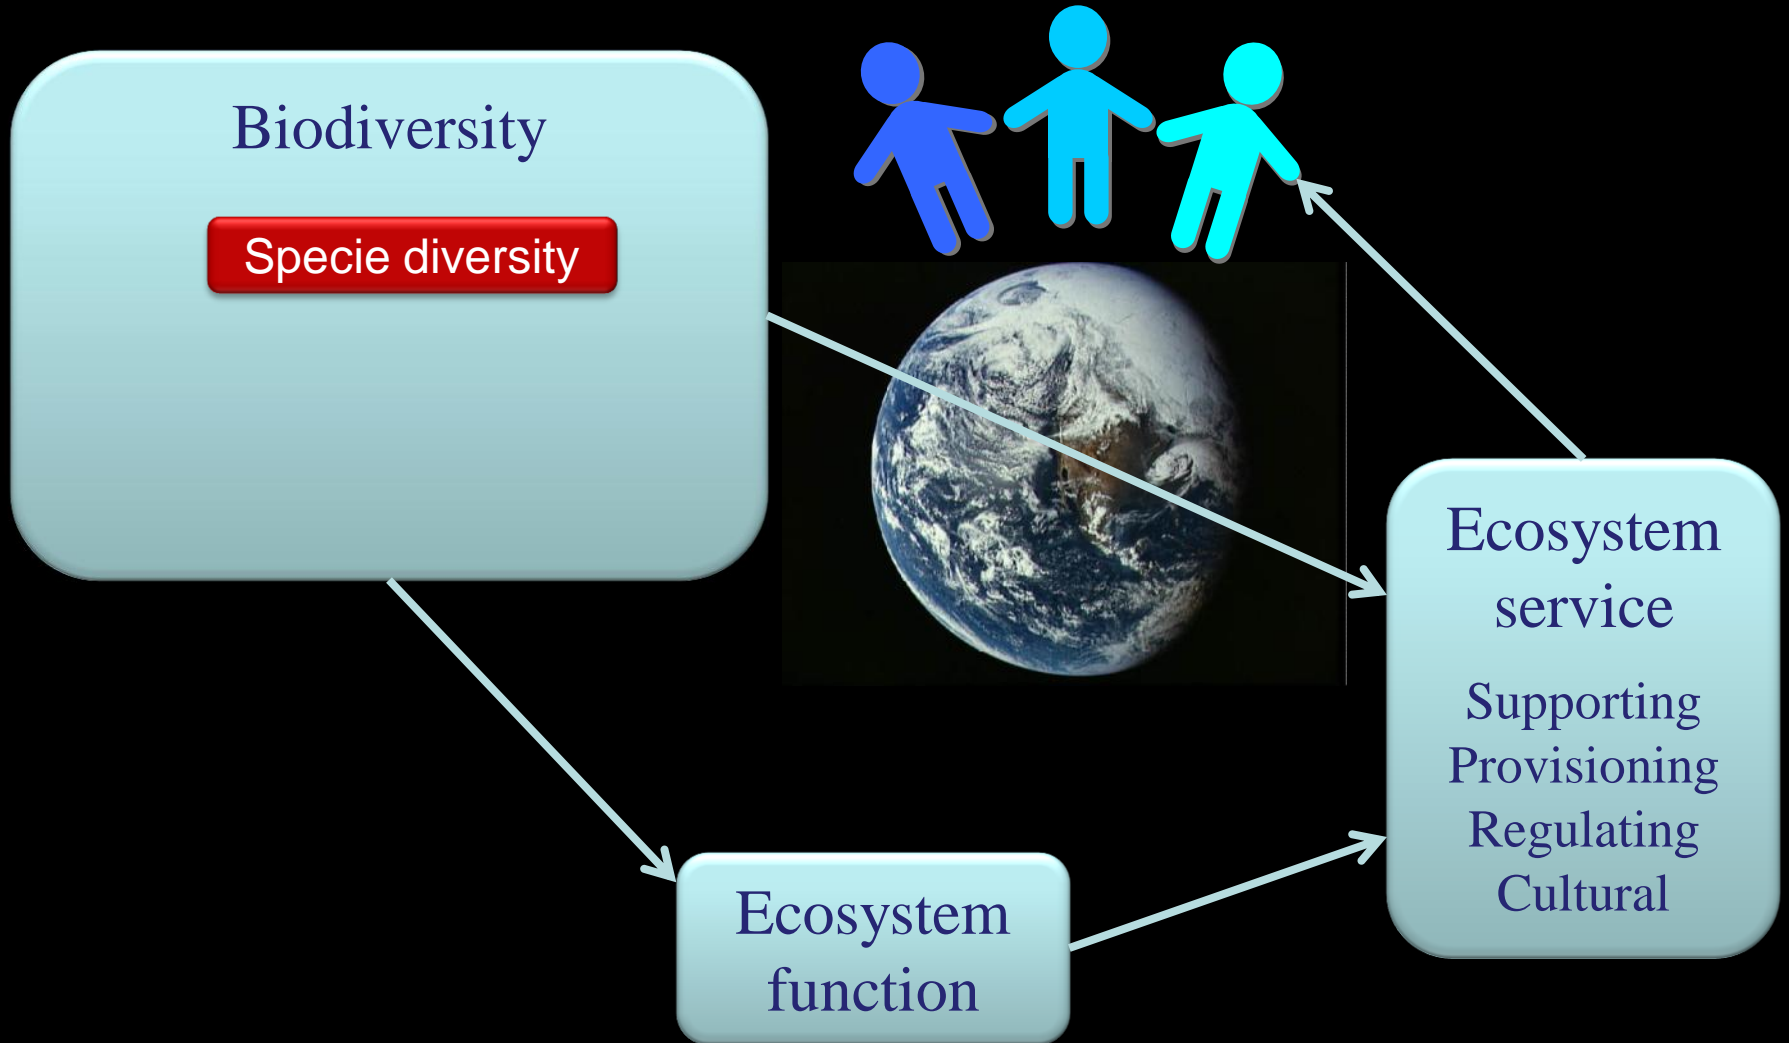 Biodiversity
Specie diversity
Ecosystem
service
Supporting
Provisioning
Regulating
Cultural
Ecosystem
function